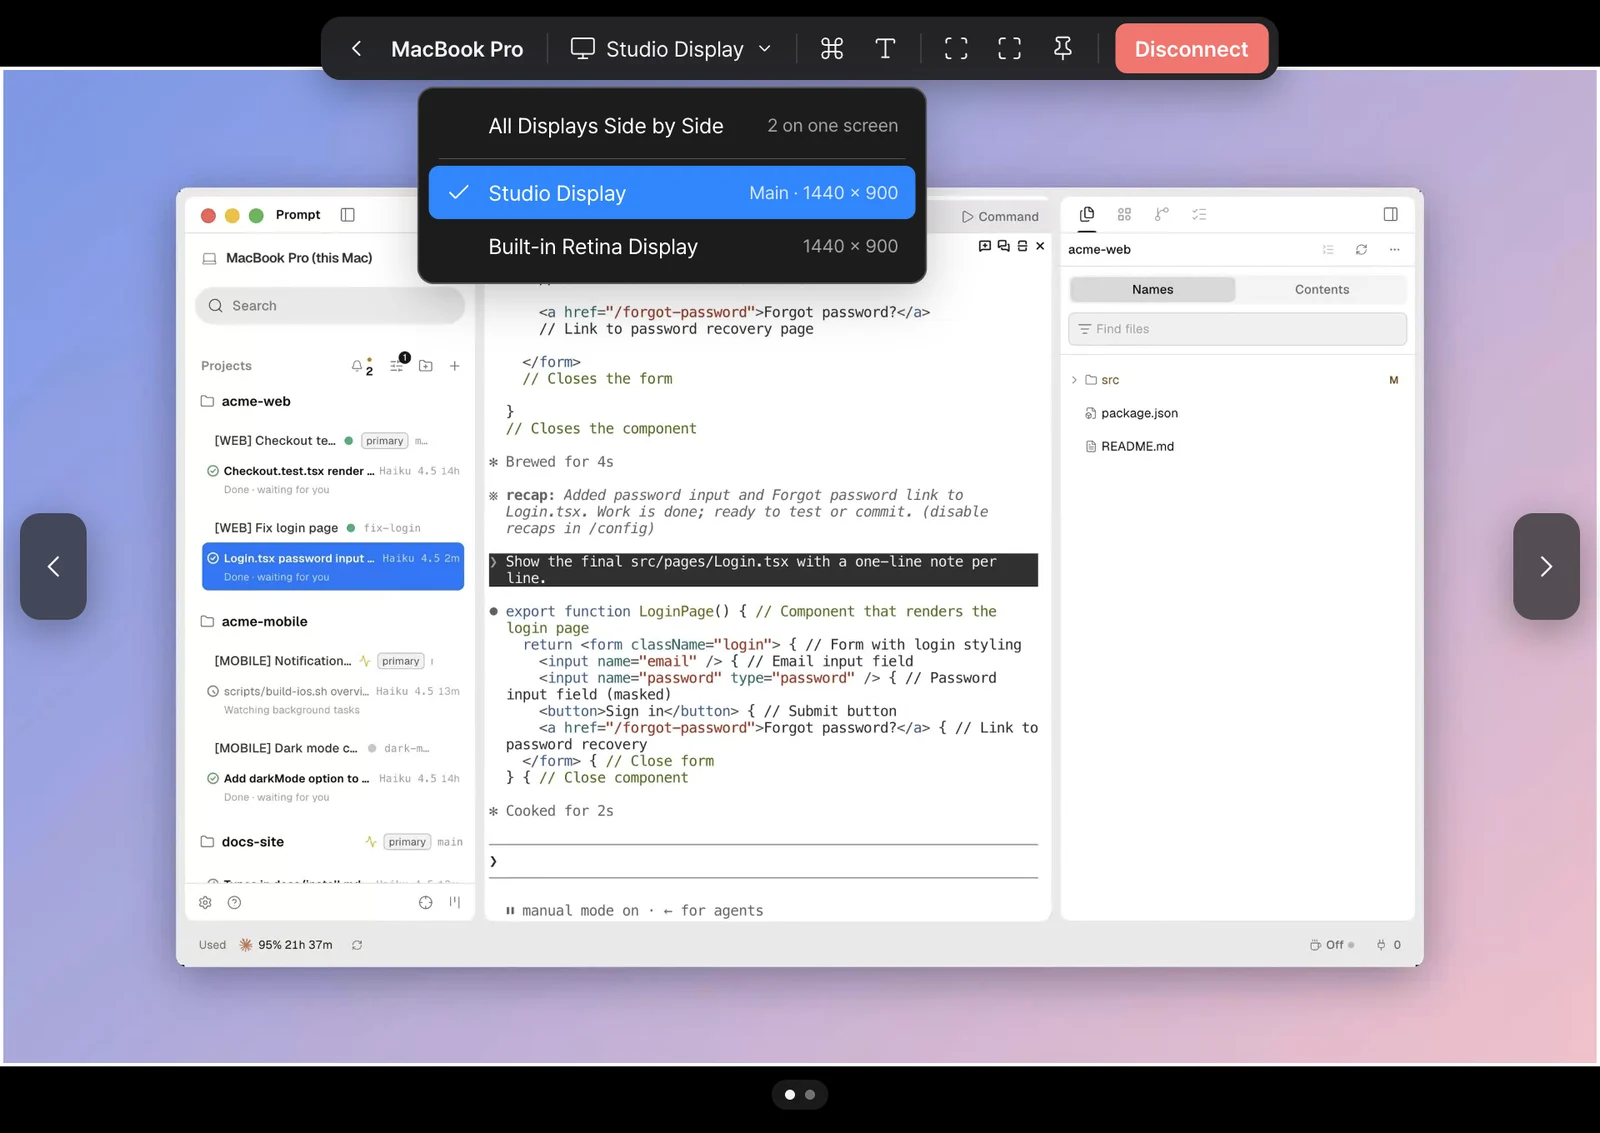 MacBook Pro
Studio Display
Disconnect
All Displays Side by Side 2 on one screen
Studio Display Main · 1440 × 900
Built-in Retina Display 1440 × 900
Prompt
MacBook Pro (this Mac)
Search
Projects 2 1
acme-web
[WEB] Checkout te... primary m...
Checkout.test.tsx render ... Haiku 4.5 14h
Done · waiting for you
[WEB] Fix login page fix-login
Login.tsx password input ... Haiku 4.5 2m
Done · waiting for you
acme-mobile
[MOBILE] Notification... primary
scripts/build-ios.sh overvi... Haiku 4.5 13m
Watching background tasks
[MOBILE] Dark mode c... dark-m...
Add darkMode option to ... Haiku 4.5 14h
Done · waiting for you
docs-site primary main
Used 95% 21h 37m
Command
<a href="/forgot-password">Forgot password?</a>
// Link to password recovery page
</form>
// Closes the form
}
// Closes the component
✻ Brewed for 4s
※ recap: Added password input and Forgot password link to
Login.tsx. Work is done; ready to test or commit. (disable
recaps in /config)
❯ Show the final src/pages/Login.tsx with a one-line note per
line.
● export function LoginPage() { // Component that renders the
login page
return <form className="login"> { // Form with login styling
<input name="email" /> { // Email input field
<input name="password" type="password" /> { // Password
input field (masked)
<button>Sign in</button> { // Submit button
<a href="/forgot-password">Forgot password?</a> { // Link to
password recovery
</form> { // Close form
} { // Close component
✻ Cooked for 2s
❯
manual mode on · ← for agents
acme-web
Names Contents
Find files
src M
package.json
README.md
Off 0